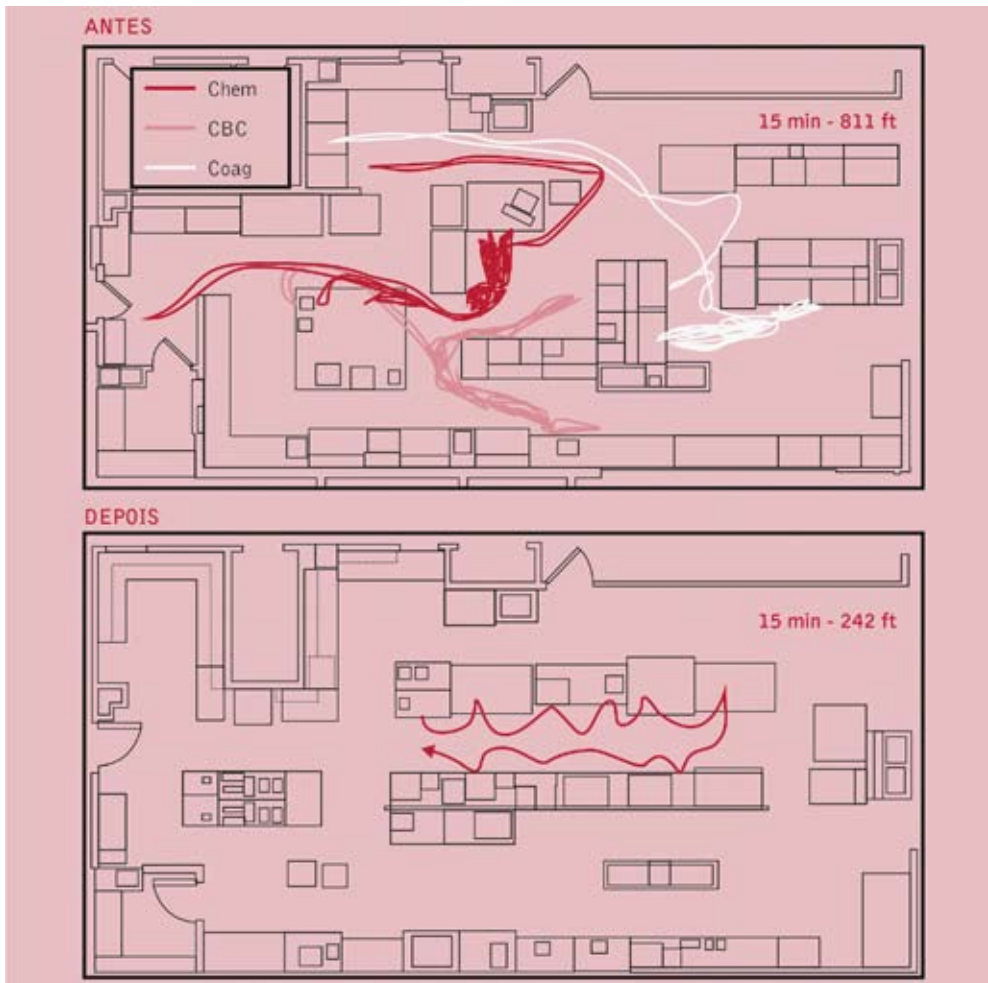 ANTES
Chem
CBC
Coag
15 min - 811 ft
DEPOIS
15 min - 242 ft